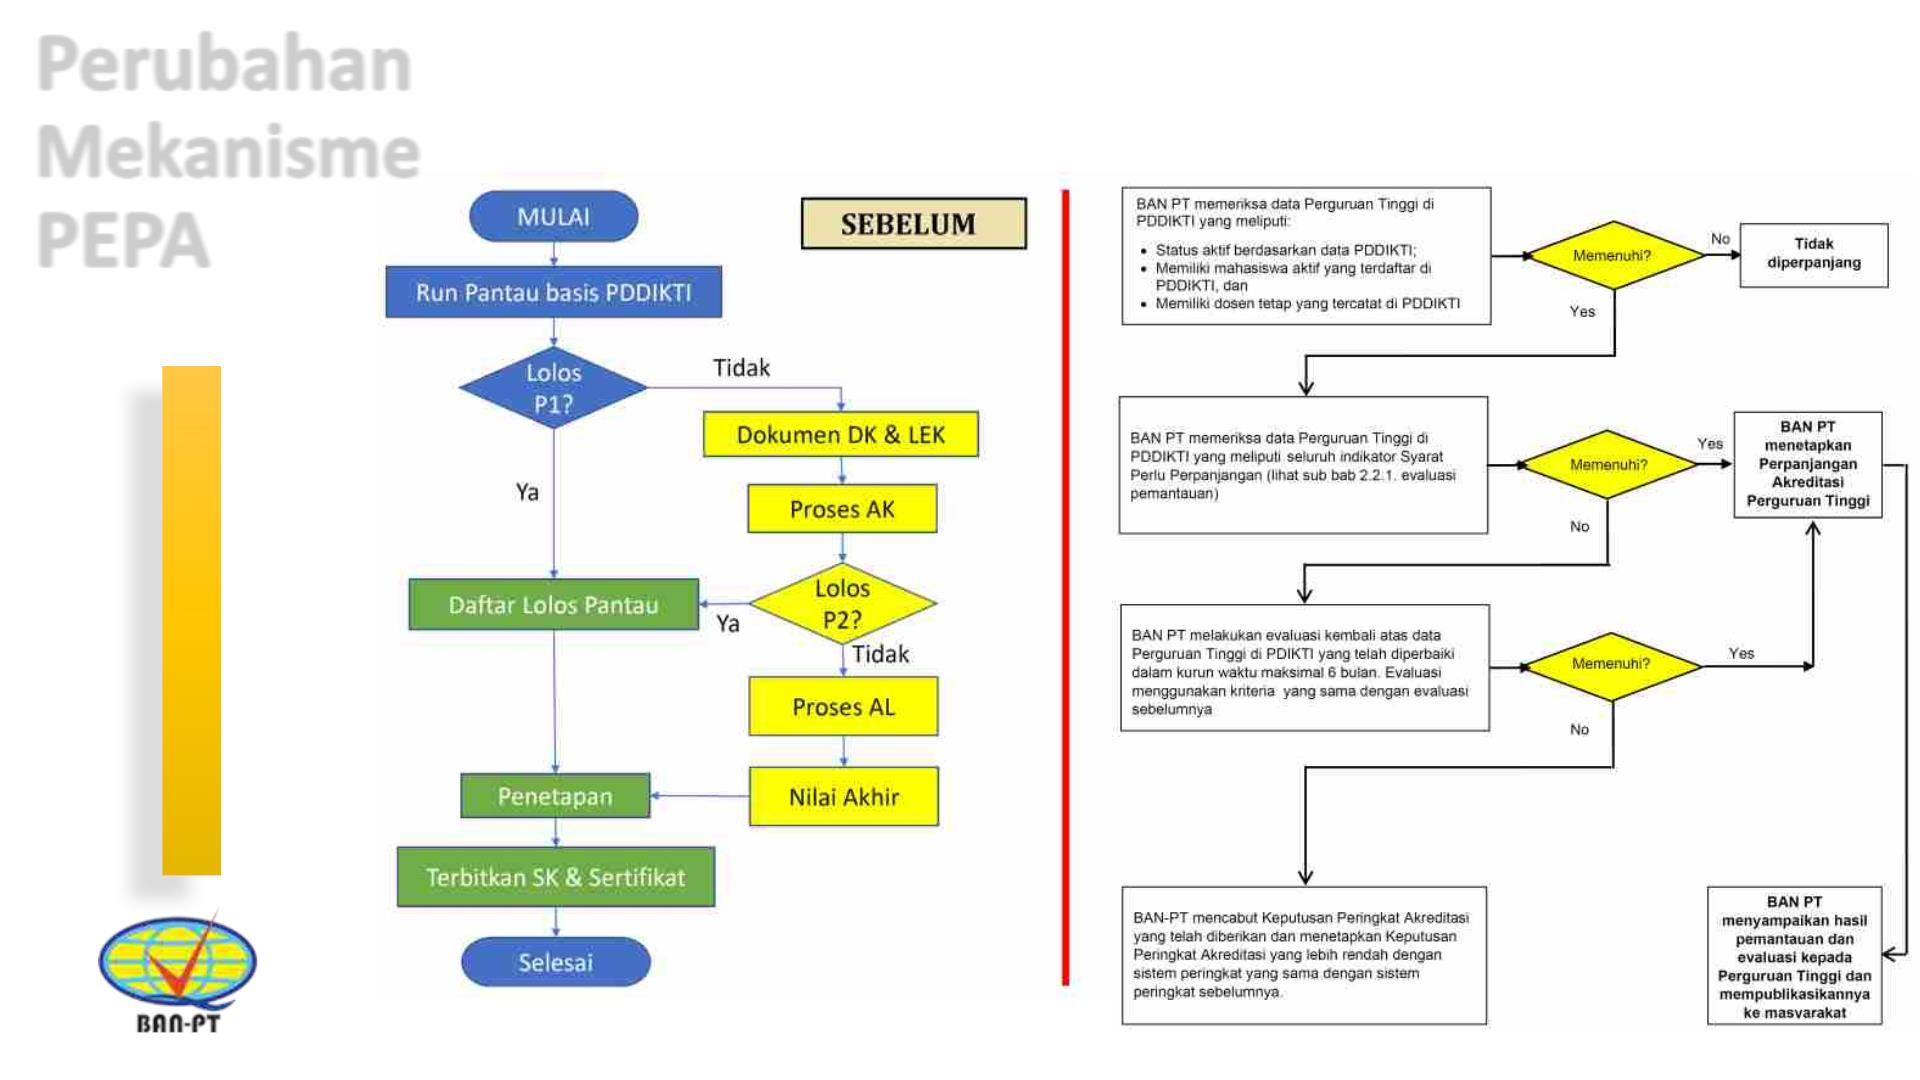 Perubahan
Mekanisme
PEPA
MULAI
SEBELUM
Run Pantau basis PDDIKTI
Lolos
P1?
Tidak
Dokumen DK & LEK
Ya
Proses AK
Lolos
P2?
Daftar Lolos Pantau
Ya
Tidak
Proses AL
Penetapan
Nilai Akhir
Terbitkan SK & Sertifikat
Selesai
BAN-PT
BAN PT memeriksa data Perguruan Tinggi di
PDDIKTI yang meliputi:
• Status aktif berdasarkan data PDDIKTI;
• Memiliki mahasiswa aktif yang terdaftar di
PDDIKTI, dan
• Memiliki dosen tetap yang tercatat di PDDIKTI
Memenuhi?
No
Tidak
diperpanjang
Yes
BAN PT memeriksa data Perguruan Tinggi di
PDDIKTI yang meliputi seluruh indikator Syarat
Perlu Perpanjangan (lihat sub bab 2.2.1. evaluasi
pemantauan)
Memenuhi?
Yes
BAN PT
menetapkan
Perpanjangan
Akreditasi
Perguruan Tinggi
No
BAN PT melakukan evaluasi kembali atas data
Perguruan Tinggi di PDIKTI yang telah diperbaiki
dalam kurun waktu maksimal 6 bulan. Evaluasi
menggunakan kriteria yang sama dengan evaluasi
sebelumnya
Memenuhi?
Yes
No
BAN-PT mencabut Keputusan Peringkat Akreditasi
yang telah diberikan dan menetapkan Keputusan
Peringkat Akreditasi yang lebih rendah dengan
sistem peringkat yang sama dengan sistem
peringkat sebelumnya.
BAN PT
menyampaikan hasil
pemantauan dan
evaluasi kepada
Perguruan Tinggi dan
mempublikasikannya
ke masyarakat